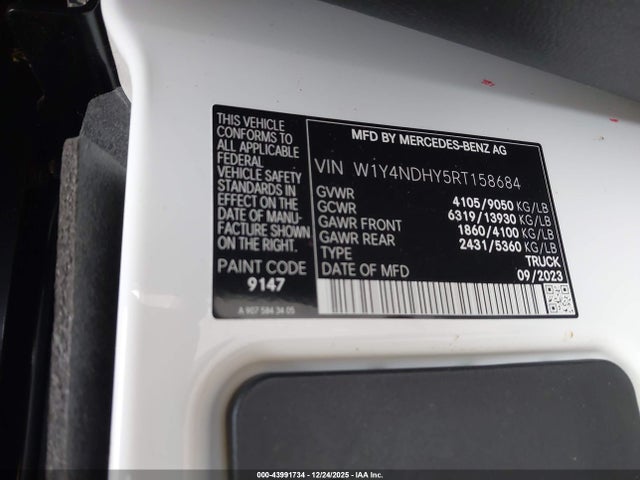 THIS VEHICLE
CONFORMS TO
ALL APPLICABLE
FEDERAL MOTOR
VEHICLE SAFETY
STANDARDS IN
EFFECT ON THE
DATE OF MANU-
FACTURE SHOWN
ON THE RIGHT.
PAINT CODE
9147
A 907 584 34 05
MFD BY MERCEDES-BENZ AG
VIN W1Y4NDHY5RT158684
GVWR 4105/9050 KG/LB
GCWR 6319/13930 KG/LB
GAWR FRONT 1860/4100 KG/LB
GAWR REAR 2431/5360 KG/LB
TYPE TRUCK
DATE OF MFD 09/2023
000-43991734 - 12/24/2025 - IAA Inc.